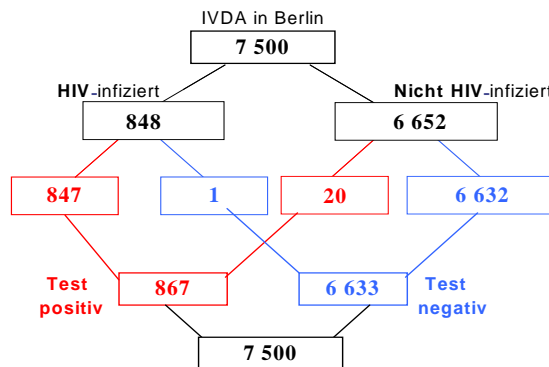 IVDA in Berlin
7 500
HIV-infiziert
Nicht HIV-infiziert
848
6 652
847
1
20
6 632
Test
positiv
867
6 633
Test
negativ
7 500